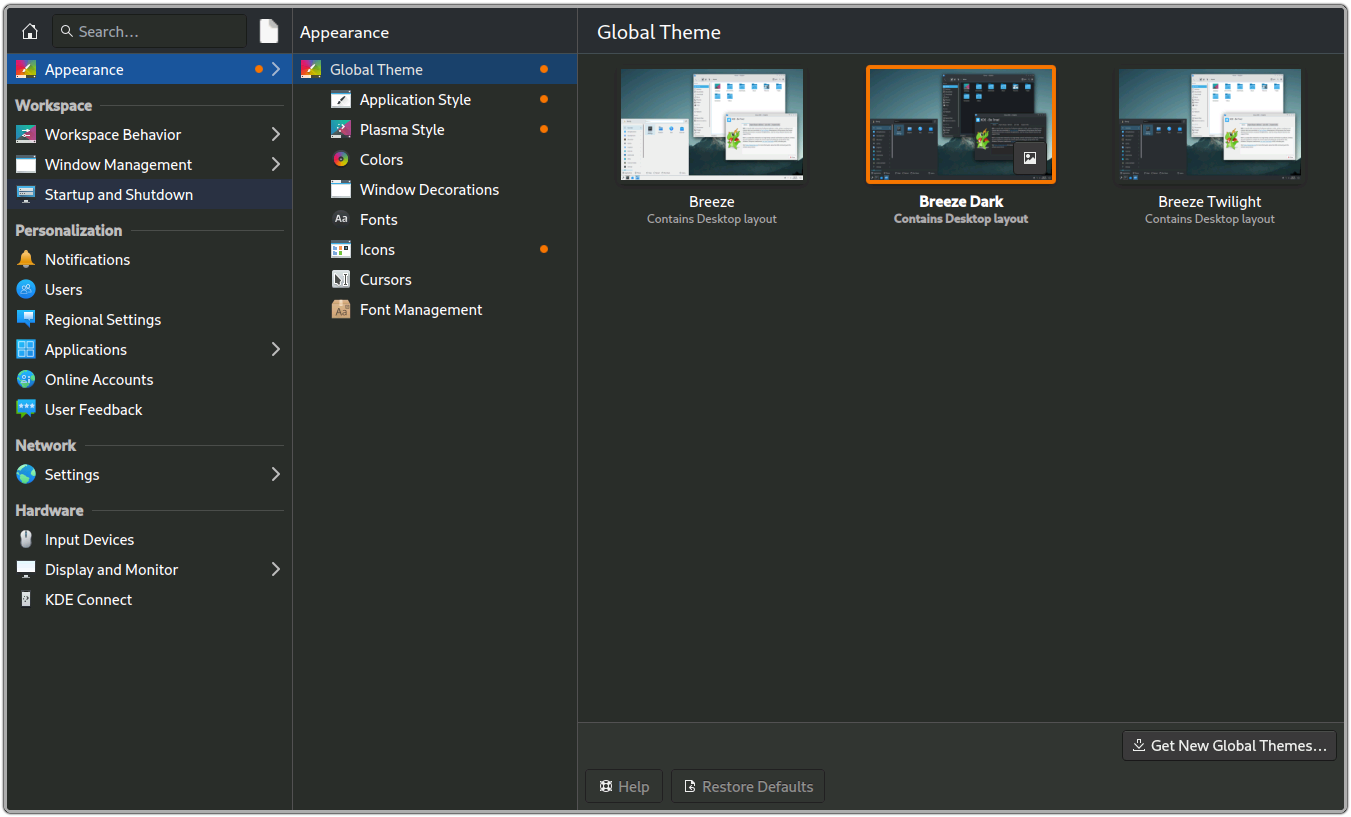 Search...
Appearance
Workspace
Workspace Behavior
Window Management
Startup and Shutdown
Personalization
Notifications
Users
Regional Settings
Applications
Online Accounts
User Feedback
Network
Settings
Hardware
Input Devices
Display and Monitor
KDE Connect
Appearance
Global Theme
Application Style
Plasma Style
Colors
Window Decorations
Aa Fonts
Icons
Cursors
Aa Font Management
Global Theme
Breeze
Contains Desktop layout
Breeze Dark
Contains Desktop layout
Breeze Twilight
Contains Desktop layout
Get New Global Themes...
Help
Restore Defaults